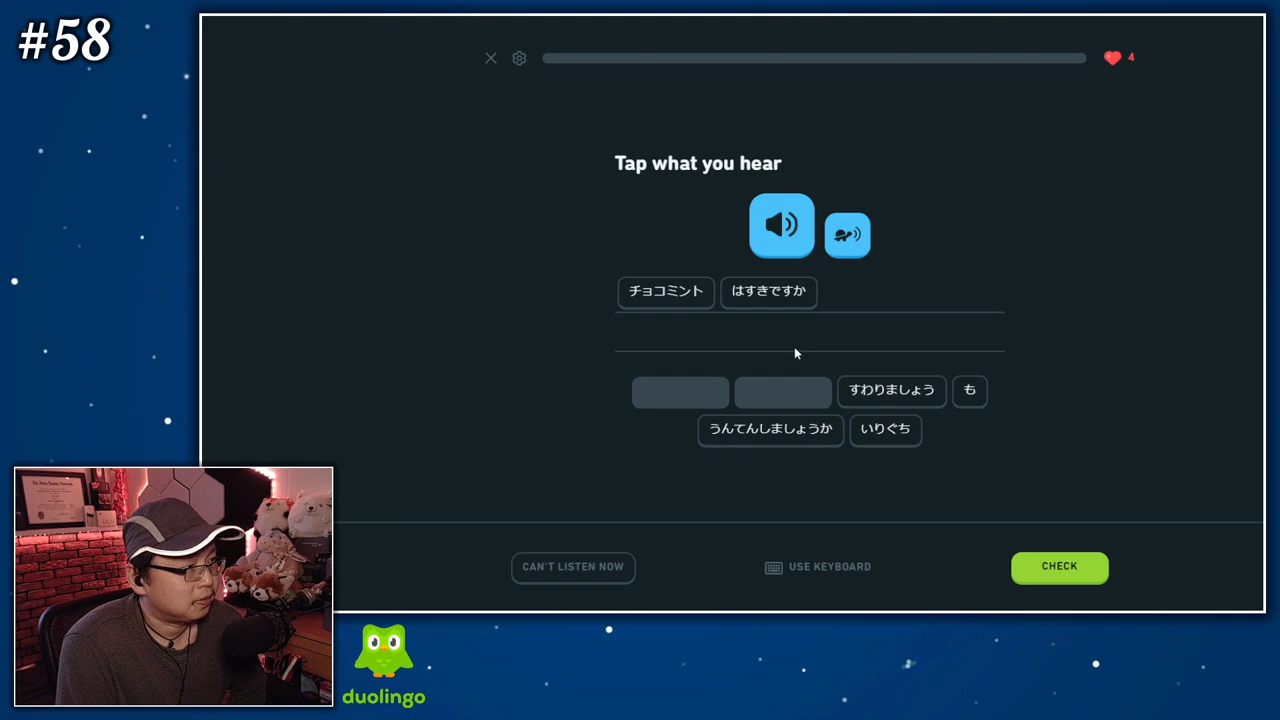 #58
4
Tap what you hear
チョコミント はすきですか
すわりましょう も
うんてんしましょうか いりぐち
CAN'T LISTEN NOW USE KEYBOARD CHECK
duolingo